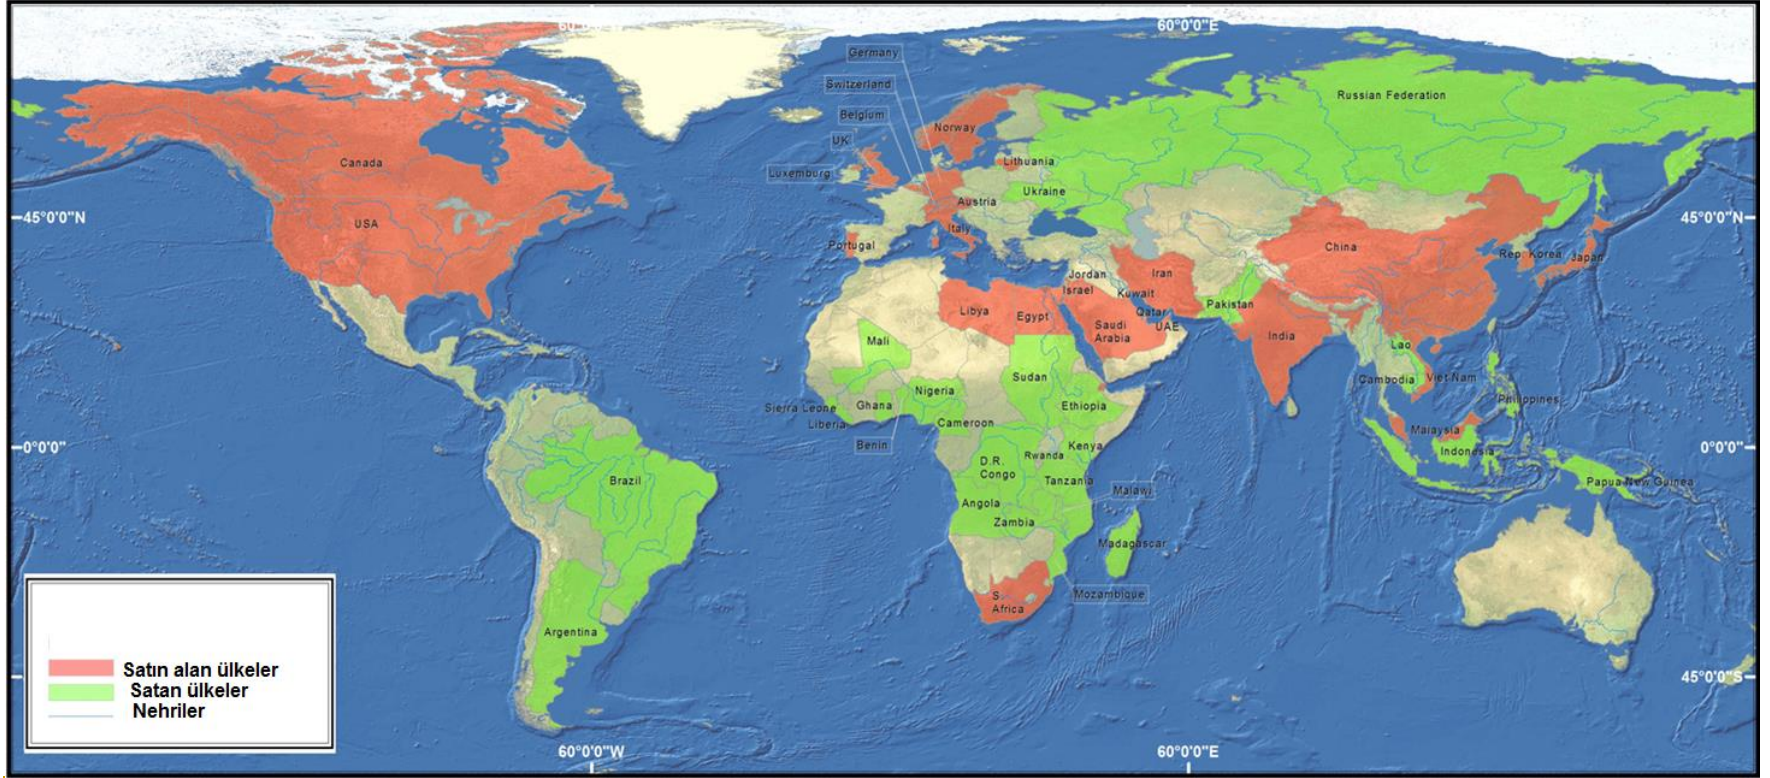 60°0'0"W
60°0'0"E
Germany
Switzerland
Belgium
UK
Luxemburg
Norway
Lithuania
Ukraine
Austria
Italy
Portugal
Russian Federation
Canada
USA
45°0'0"N
45°0'0"N
China
Rep. Korea
Japan
Jordan
Israel
Iran
Kuwait
Qatar
UAE
Saudi
Arabia
Pakistan
India
Libya
Egypt
Mali
Sudan
Nigeria
Ghana
Ethiopia
Sierra Leone
Liberia
Cameroon
Benin
Kenya
Rwanda
D.R.
Congo
Tanzania
Malawi
Angola
Zambia
Madagascar
Mozambique
S.
Africa
Lao
Cambodia
Viet Nam
Philippines
Malaysia
Indonesia
Papua New Guinea
0°0'0"
0°0'0"
Brazil
Argentina
45°0'0"S
Satın alan ülkeler
Satan ülkeler
Nehriler
60°0'0"W
60°0'0"E